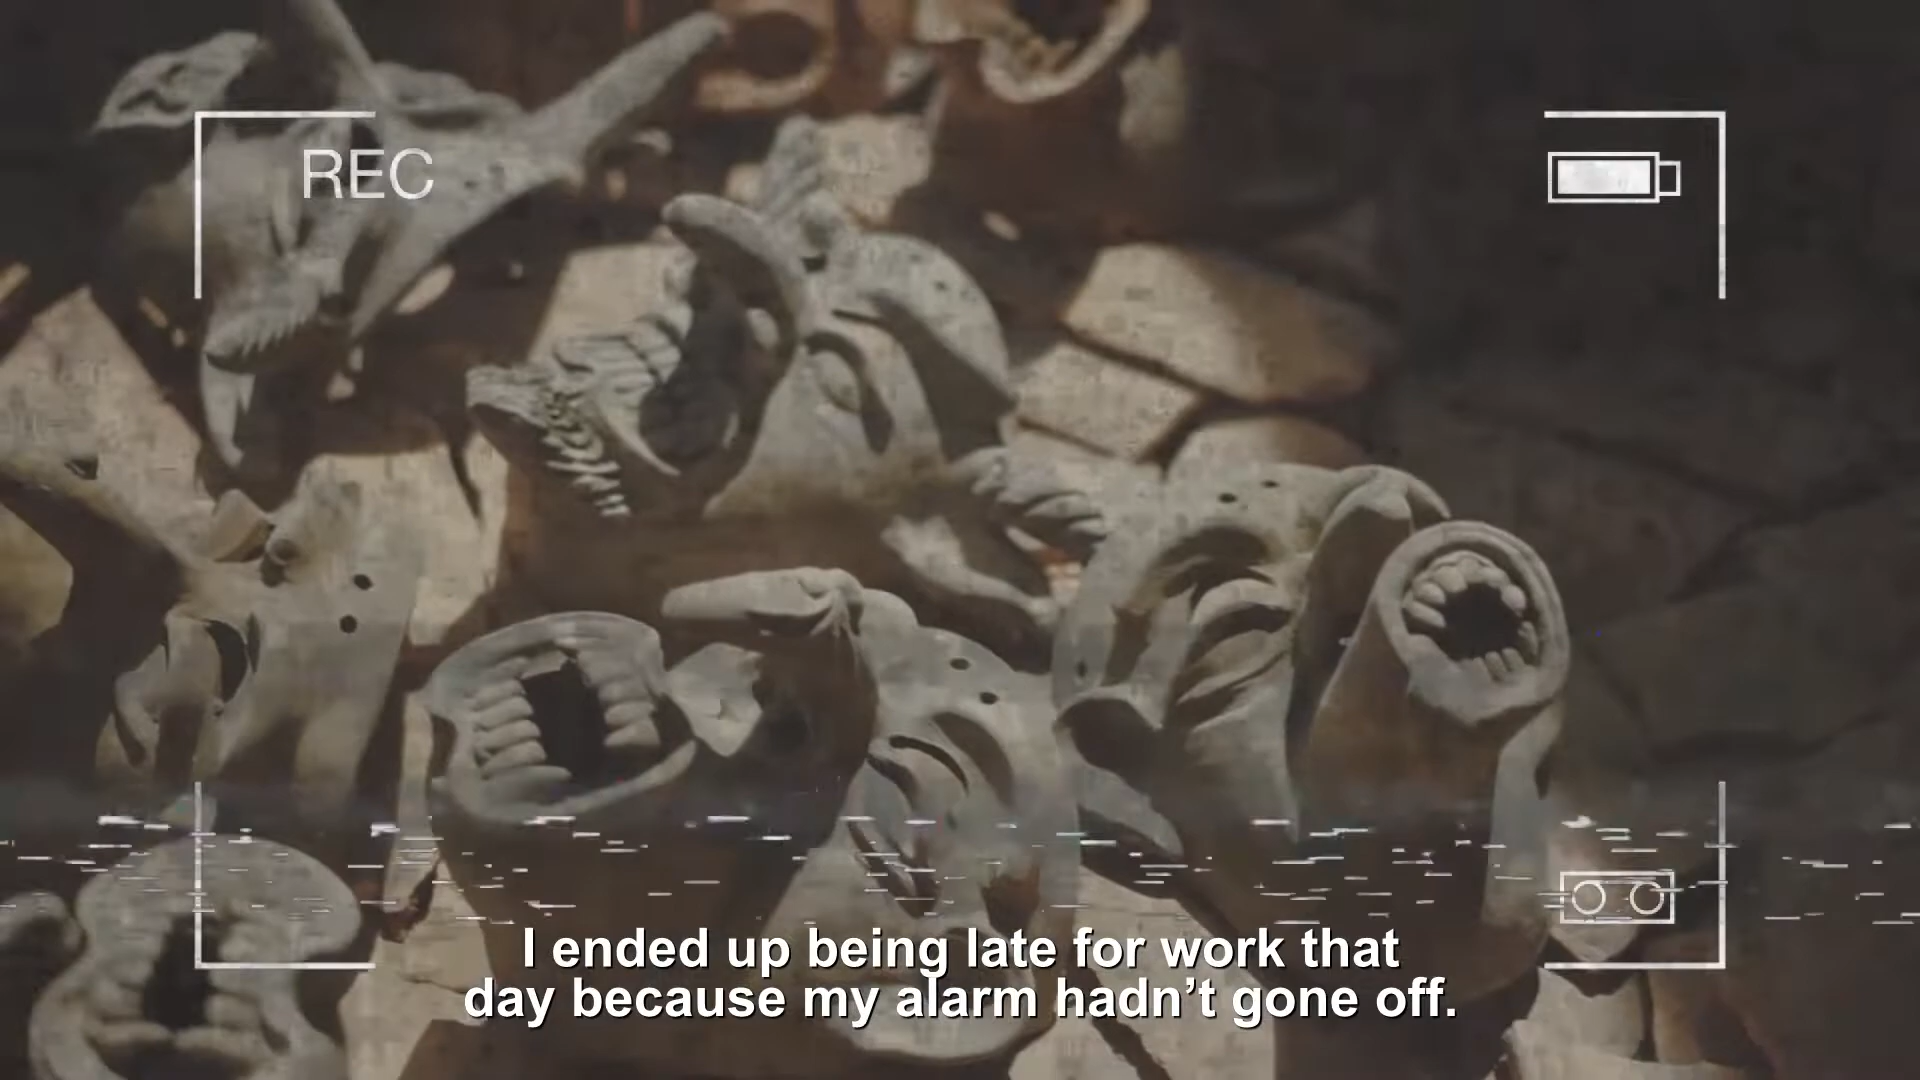 REC
I ended up being late for work that
day because my alarm hadn't gone off.